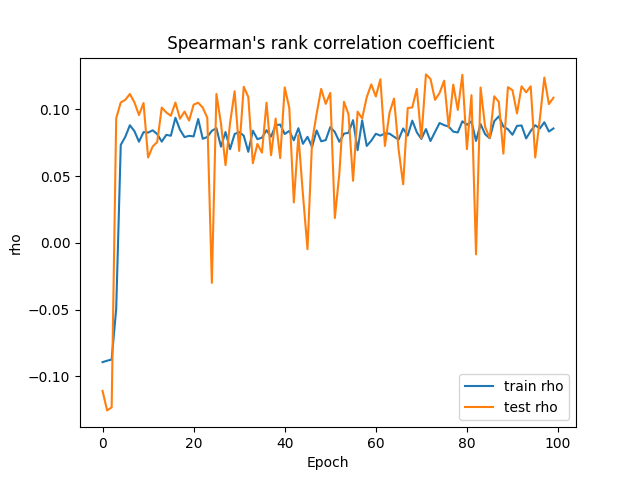 Spearman's rank correlation coefficient
rho
0.10
0.05
0.00
−0.05
−0.10
0
20
40
60
80
100
Epoch
train rho
test rho